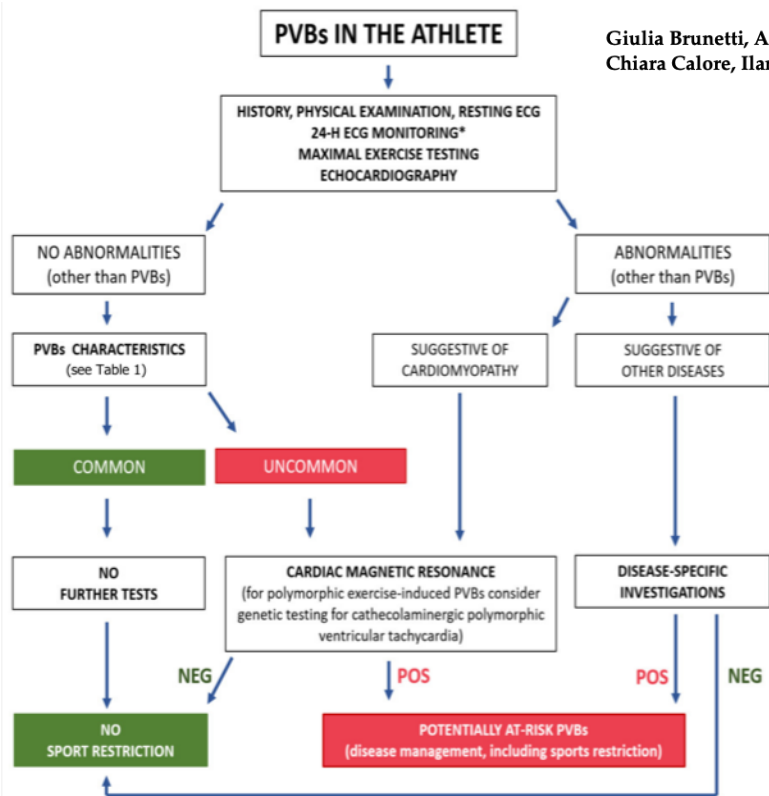 PVBs IN THE ATHLETE
Giulia Brunetti, A
Chiara Calore, Ilar
HISTORY, PHYSICAL EXAMINATION, RESTING ECG
24-H ECG MONITORING*
MAXIMAL EXERCISE TESTING
ECHOCARDIOGRAPHY
NO ABNORMALITIES
(other than PVBs)
ABNORMALITIES
(other than PVBs)
PVBs CHARACTERISTICS
(see Table 1)
SUGGESTIVE OF
CARDIOMYOPATHY
SUGGESTIVE OF
OTHER DISEASES
COMMON
UNCOMMON
NO
FURTHER TESTS
CARDIAC MAGNETIC RESONANCE
(for polymorphic exercise-induced PVBs consider
genetic testing for cathecolaminergic polymorphic
ventricular tachycardia)
DISEASE-SPECIFIC
INVESTIGATIONS
NEG
POS
POS
NEG
NO
SPORT RESTRICTION
POTENTIALLY AT-RISK PVBs
(disease management, including sports restriction)